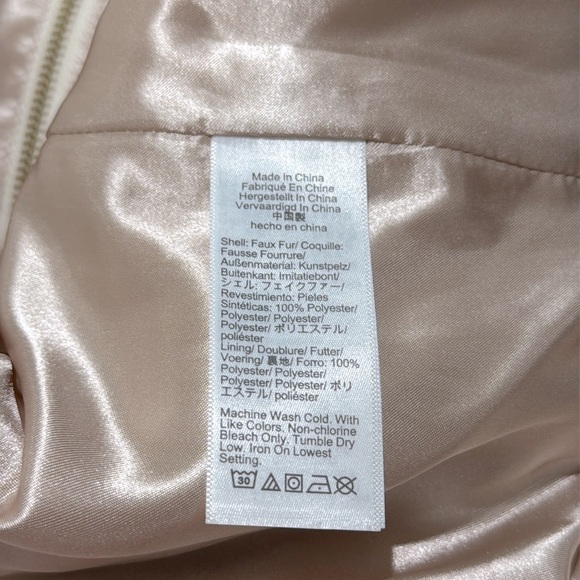 Made In China
Fabriqué En Chine
Hergestellt In China
Vervaardigd In China
中国製
hecho en china
Shell: Faux Fur/ Coquille:
Fausse Fourrure/
Außenmaterial: Kunstpelz/
Buitenkant: Imitatiebont/
シェル: フェイクファー/
Revestimiento: Pieles
Sintéticas: 100% Polyester/
Polyester/ Polyester/
Polyester/ ポリエステル/
poliéster
Lining/ Doublure/ Futter/
Voering/ 裏地/ Forro: 100%
Polyester/ Polyester/
Polyester/ Polyester/ ポリ
エステル/ poliéster
Machine Wash Cold. With
Like Colors. Non-chlorine
Bleach Only. Tumble Dry
Low. Iron On Lowest
Setting.
30